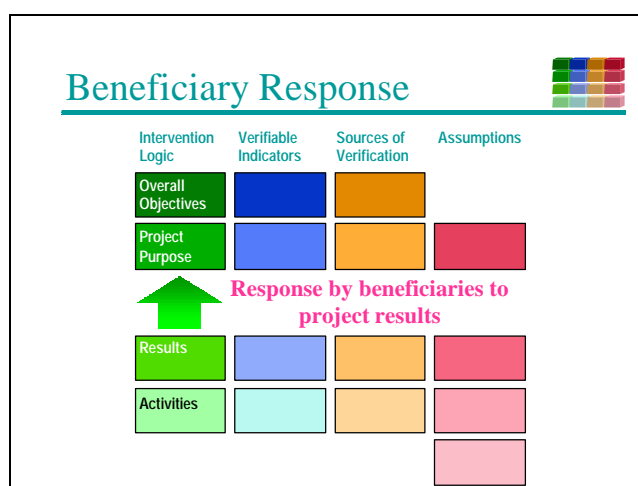 Beneficiary Response
Intervention Logic
Verifiable Indicators
Sources of Verification
Assumptions
Overall Objectives
Project Purpose
Response by beneficiaries to
project results
Results
Activities